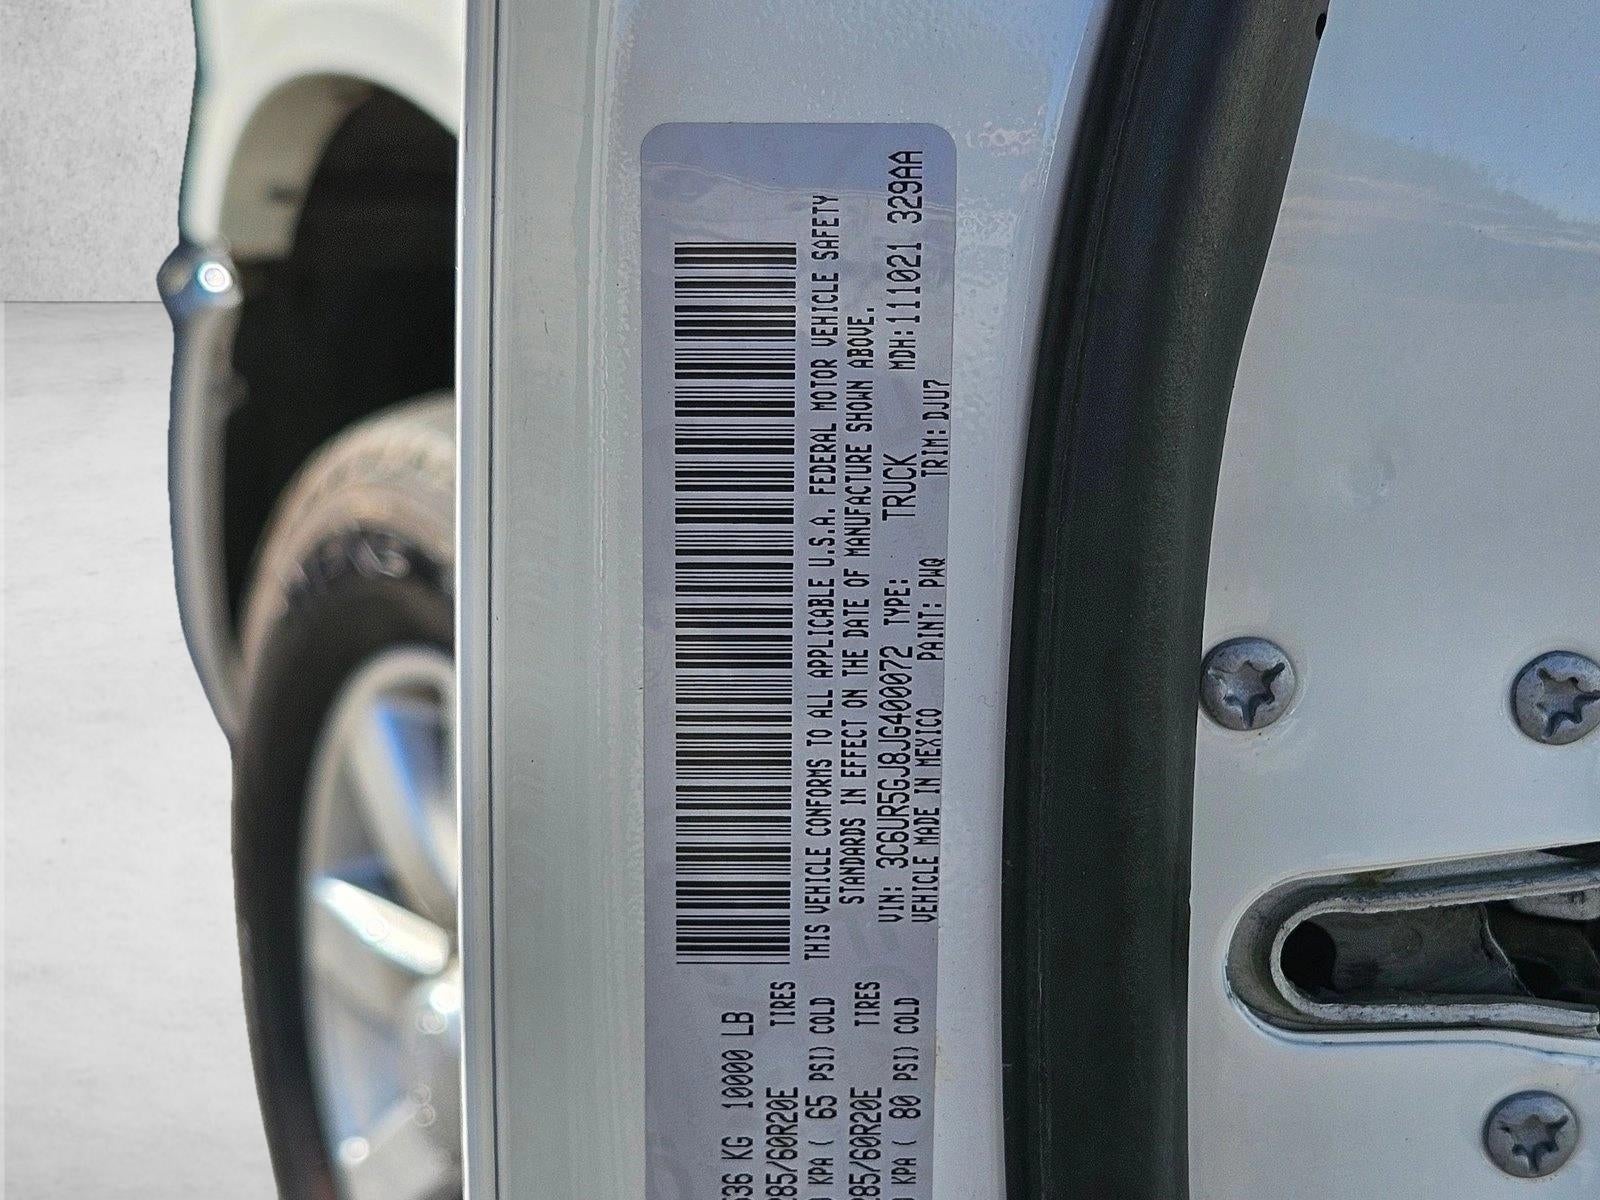 536 KG 10000 LB
285/60R20E TIRES
KPA ( 65 PSI) COLD
285/60R20E TIRES
KPA ( 80 PSI) COLD
THIS VEHICLE CONFORMS TO ALL APPLICABLE U.S.A. FEDERAL MOTOR VEHICLE SAFETY
STANDARDS IN EFFECT ON THE DATE OF MANUFACTURE SHOWN ABOVE.
VIN: 3C6UR5GJ8JG400072 TYPE: TRUCK MDH:111021 329AA
VEHICLE MADE IN MEXICO PAINT: PWQ TRIM: DJU7